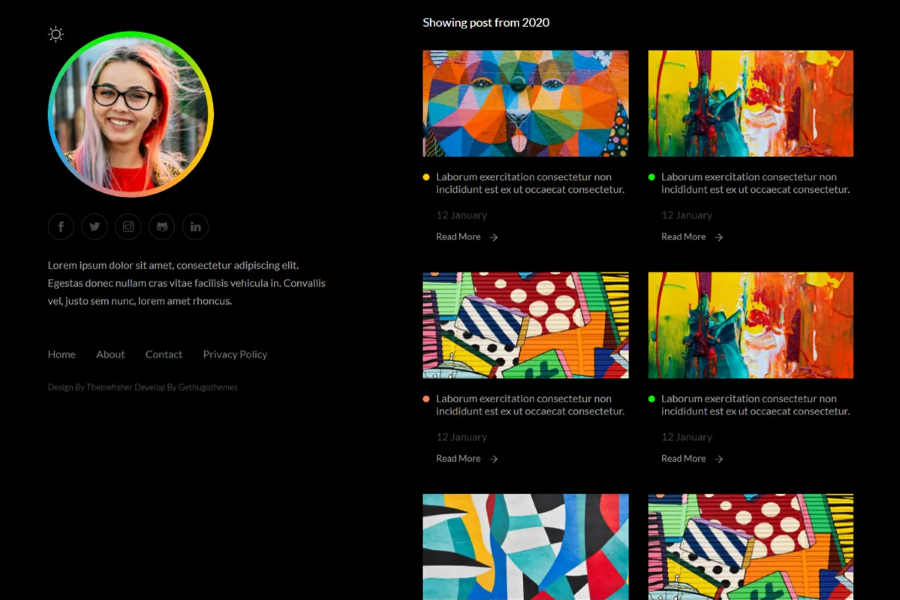 Showing post from 2020
Lorem ipsum dolor sit amet, consectetur adipiscing elit.
Egestas donec nullam cras vitae facilisis vehicula in. Convallis
vel, justo sem nunc, lorem amet rhoncus.
Home About Contact Privacy Policy
Design By Themefisher Develop By Gethugothemes
Laborum exercitation consectetur non
incididunt est ex ut occaecat consectetur.
12 January
Read More
Laborum exercitation consectetur non
incididunt est ex ut occaecat consectetur.
12 January
Read More
Laborum exercitation consectetur non
incididunt est ex ut occaecat consectetur.
12 January
Read More
Laborum exercitation consectetur non
incididunt est ex ut occaecat consectetur.
12 January
Read More